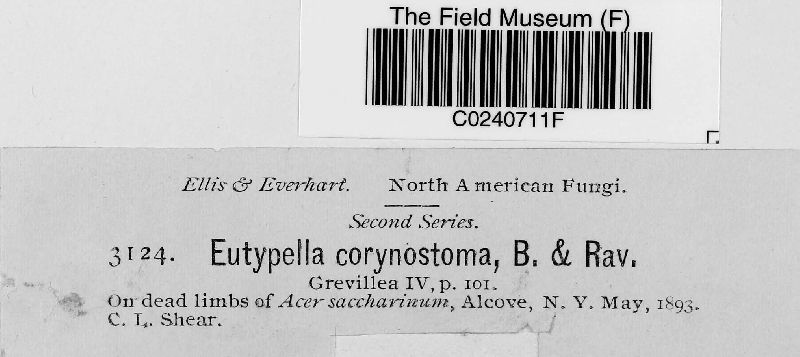 The Field Museum (F)
C0240711F
Ellis & Everhart. North American Fungi.
Second Series.
3124. Eutypella corynostoma, B. & Rav.
Grevillea IV, p. 101.
On dead limbs of Acer saccharinum, Alcove, N. Y. May, 1893.
C. L. Shear.